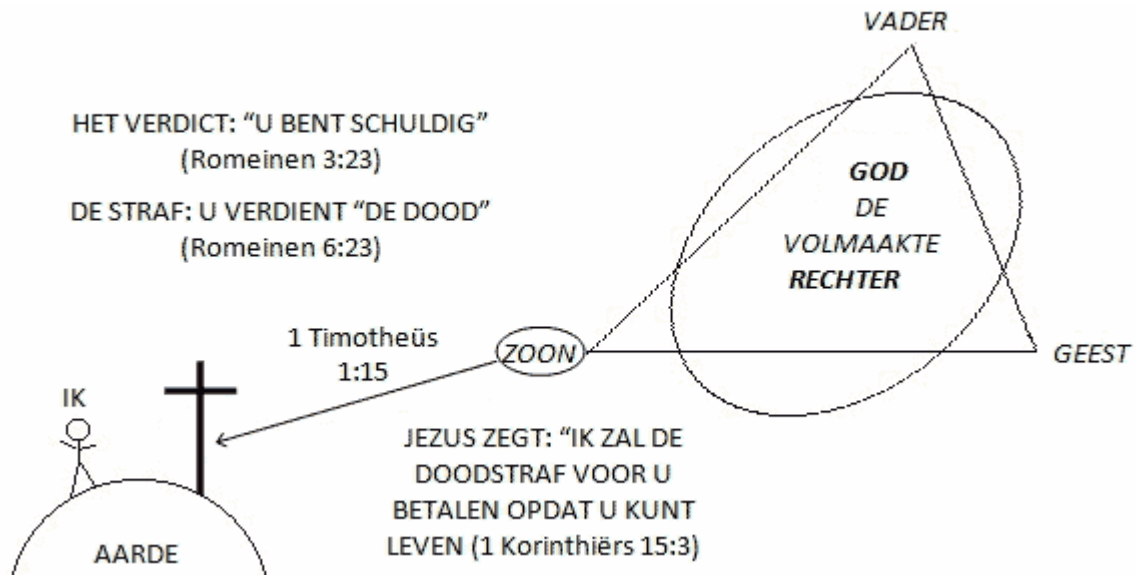 VADER
HET VERDICT: “U BENT SCHULDIG”
(Romeinen 3:23)
DE STRAF: U VERDIENT “DE DOOD”
(Romeinen 6:23)
GOD
DE
VOLMAAKTE
RECHTER
1 Timotheüs
1:15
ZOON
GEEST
IK
JEZUS ZEGT: “IK ZAL DE
DOODSTRAF VOOR U
BETALEN OPDAT U KUNT
LEVEN (1 Korinthiërs 15:3)
AARDE